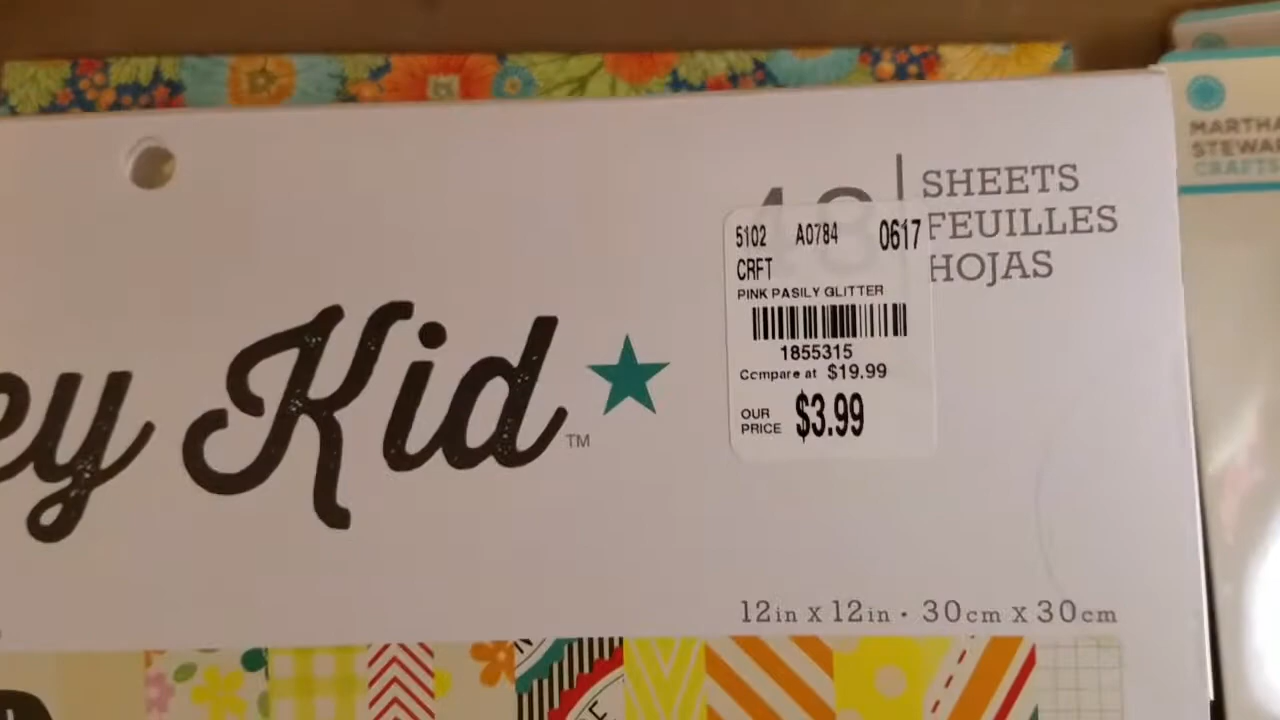 48 SHEETS
FEUILLES
HOJAS
5102 A0784 0617
CRFT
PINK PASILY GLITTER
1855315
Compare at $19.99
OUR PRICE $3.99
ey Kid ™
12in x 12in · 30cm x 30cm
MARTHA
STEWAR
CRAFTS